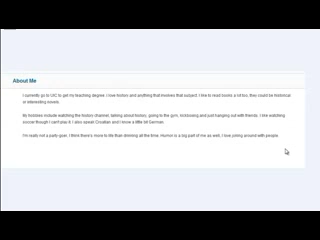 About Me
I currently go to UIC to get my teaching degree. I love history and anything that involves that subject. I like to read books a lot too, they could be historical
or interesting novels.
My hobbies include watching the history channel, talking about history, going to the gym, kickboxing and just hanging out with friends. I like watching
soccer though I can't play it. I also speak Croatian and I know a little bit German.
I'm really not a party-goer. I think there's more to life than drinking all the time. Humor is a big part of me as well, I love joking around with people